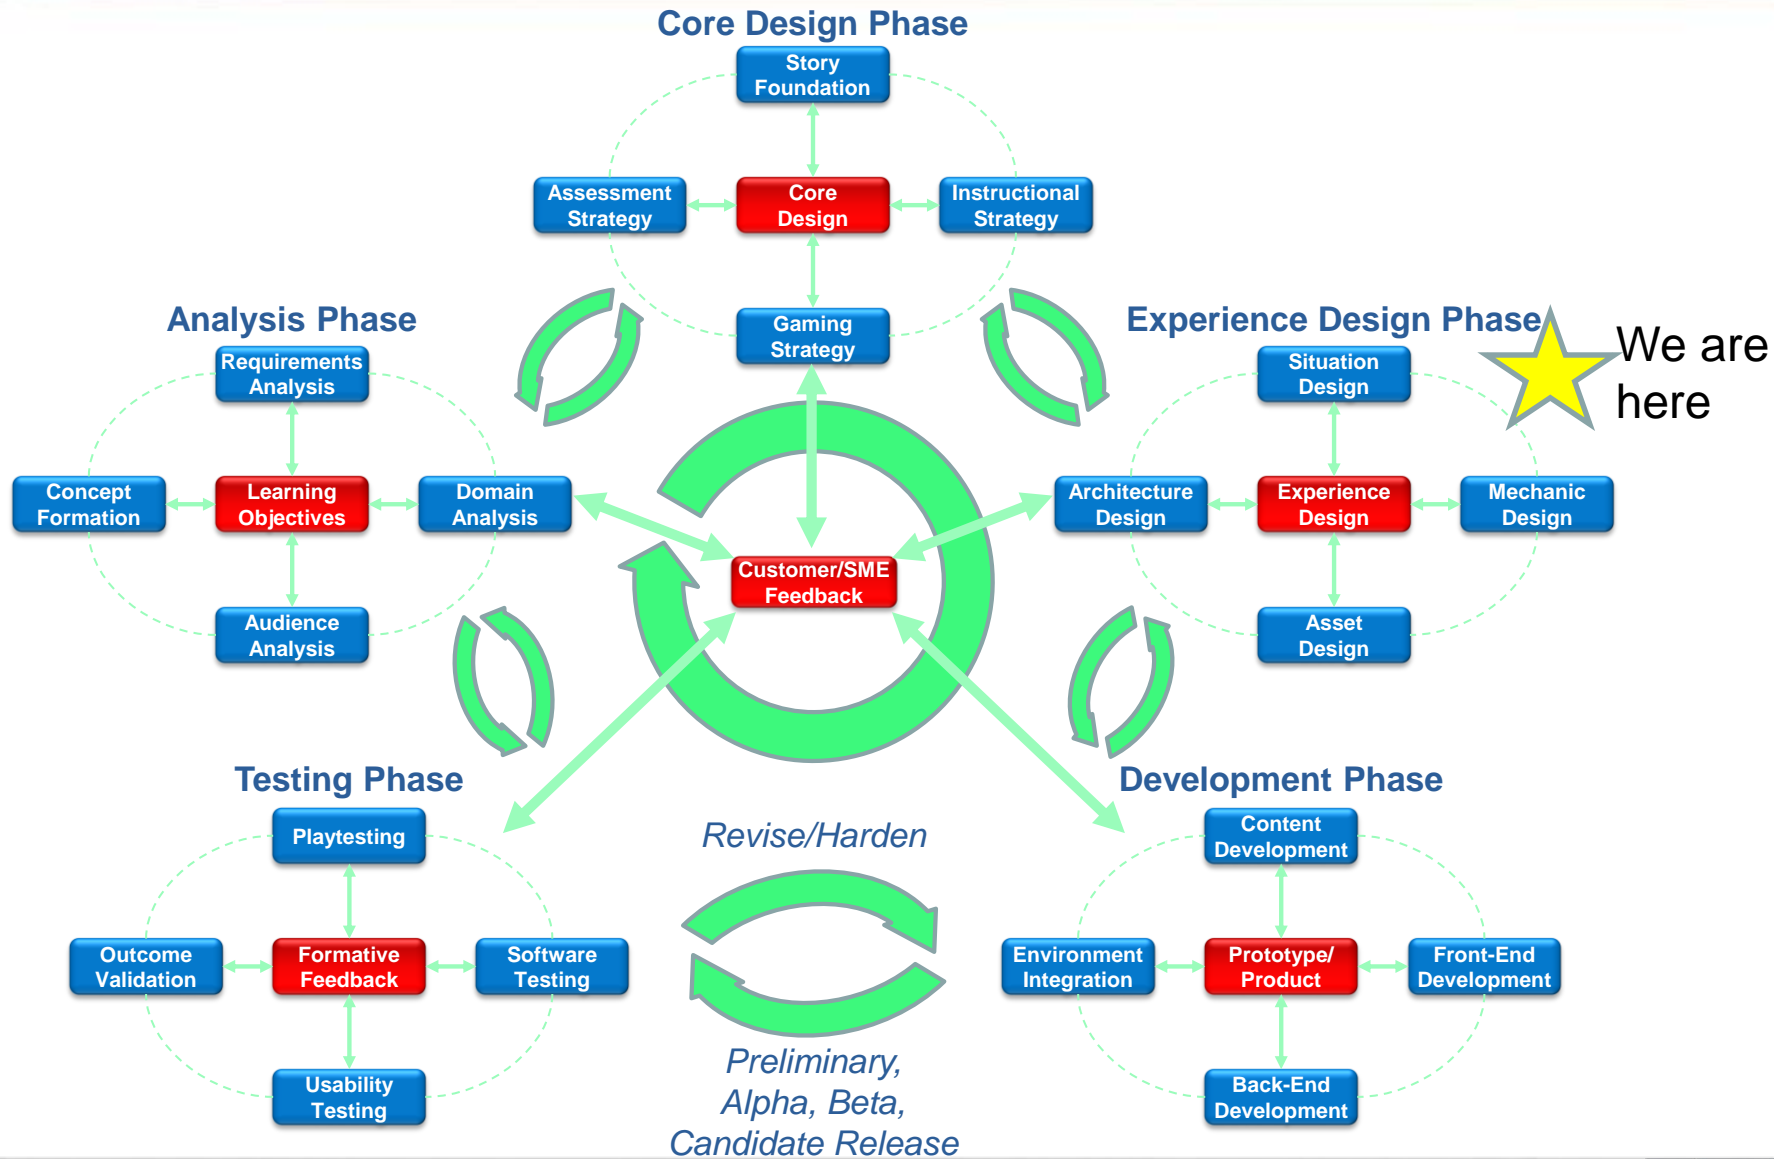 Core Design Phase
Story
Foundation
Assessment
Strategy
Core
Design
Instructional
Strategy
Gaming
Strategy
Analysis Phase
Requirements
Analysis
Concept
Formation
Learning
Objectives
Domain
Analysis
Audience
Analysis
Experience Design Phase
We are
here
Situation
Design
Architecture
Design
Experience
Design
Mechanic
Design
Asset
Design
Customer/SME
Feedback
Testing Phase
Playtesting
Outcome
Validation
Formative
Feedback
Software
Testing
Usability
Testing
Revise/Harden
Preliminary,
Alpha, Beta,
Candidate Release
Development Phase
Content
Development
Environment
Integration
Prototype/
Product
Front-End
Development
Back-End
Development